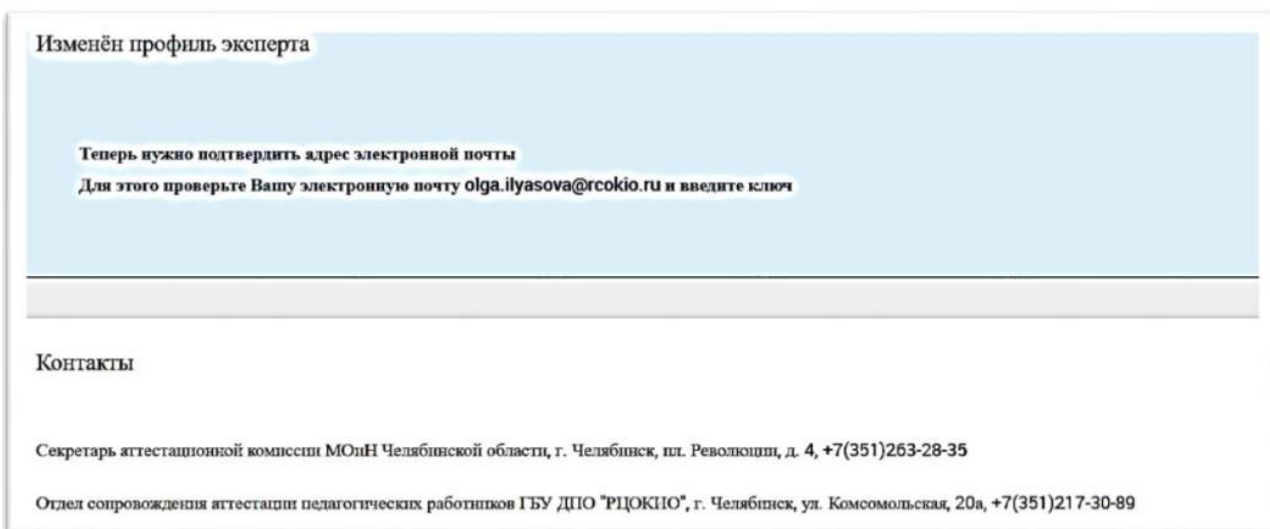 Изменён профиль эксперта
Теперь нужно подтвердить адрес электронной почты
Для этого проверьте Вашу электронную почту olga.ilyasova@rcokio.ru и введите ключ
Контакты
Секретарь аттестационной комиссии МОиН Челябинской области, г. Челябинск, пл. Революции, д. 4, +7(351)263-28-35
Отдел сопровождения аттестации педагогических работников ГБУ ДПО "РЦОКИО", г. Челябинск, ул. Комсомольская, 20а, +7(351)217-30-89